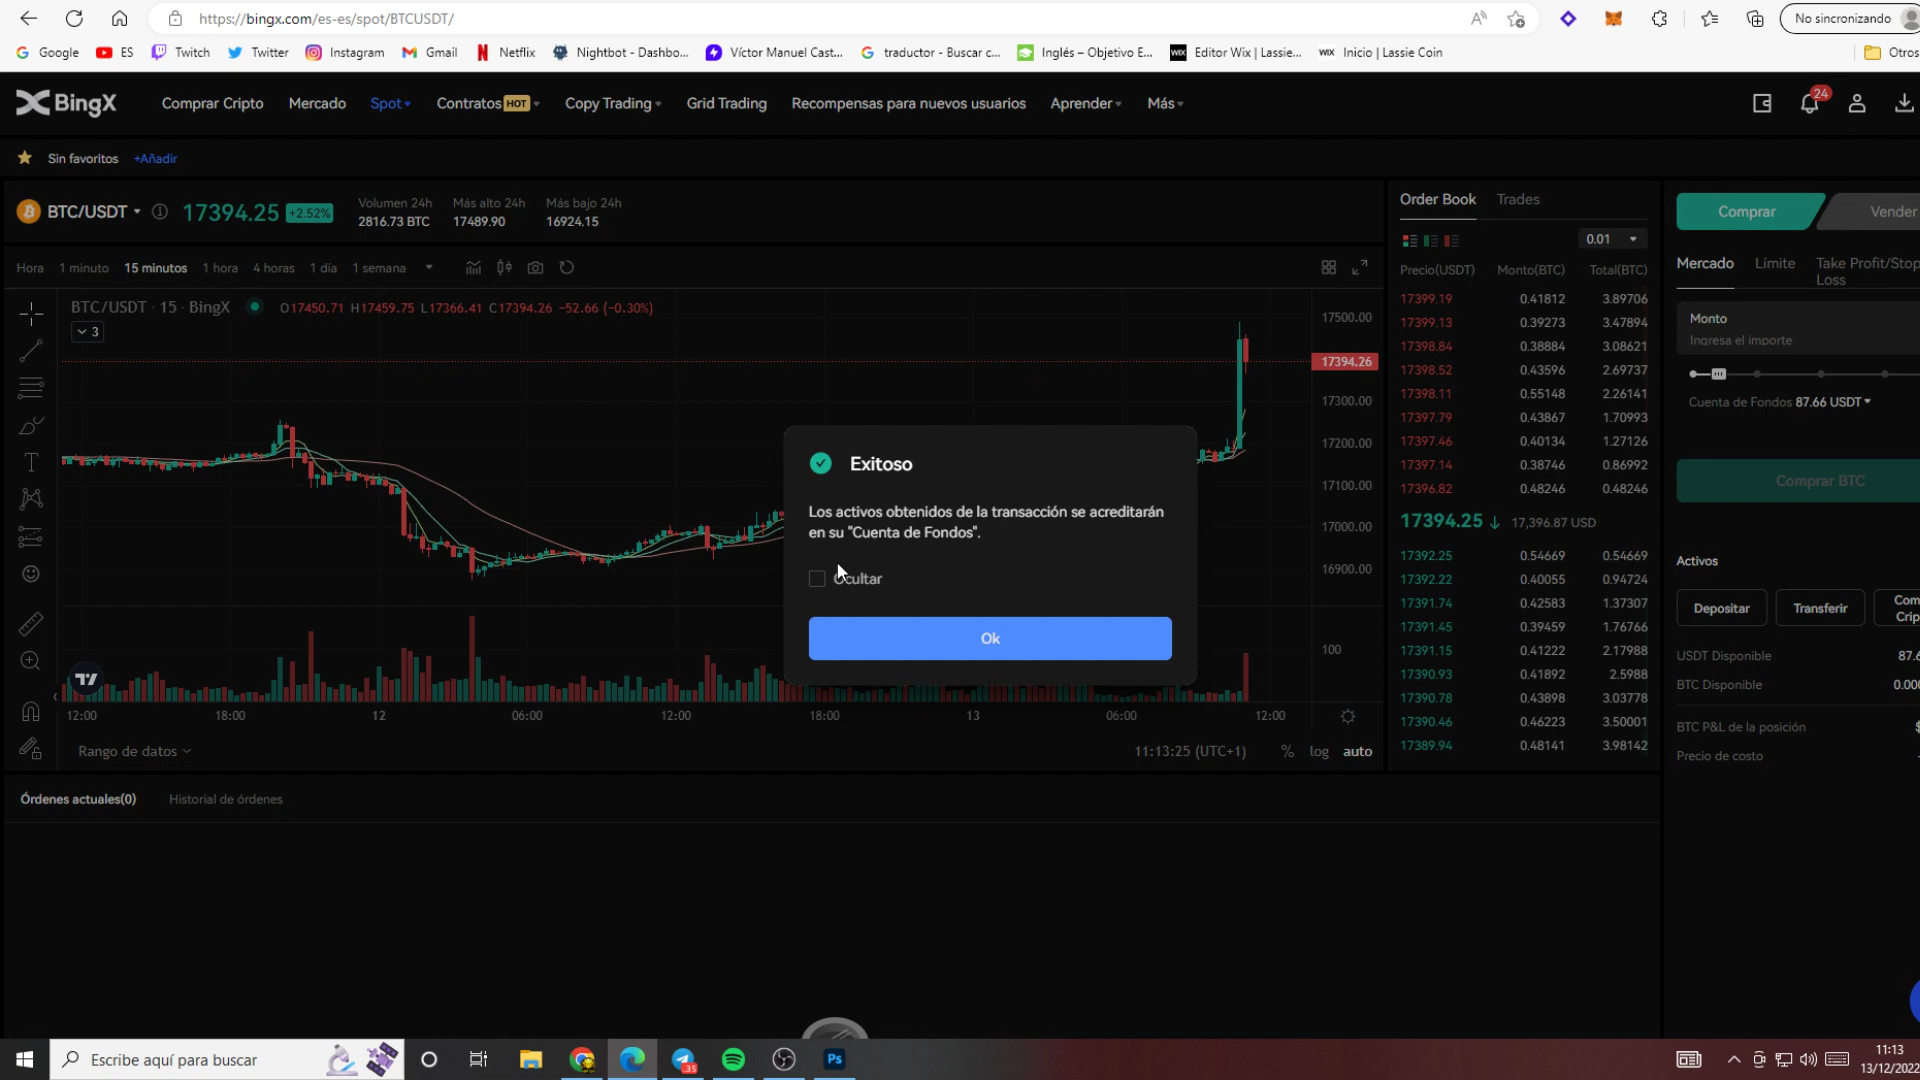 https://bingx.com/es-es/spot/BTCUSDT/
No sincronizando
Google
ES
Twitch
Twitter
Instagram
Gmail
Netflix
Nightbot - Dashbo...
Víctor Manuel Cast...
traductor - Buscar c...
Inglés – Objetivo E...
Editor Wix | Lassie...
Inicio | Lassie Coin
Otros
BingX
Comprar Cripto
Mercado
Spot
Contratos HOT
Copy Trading
Grid Trading
Recompensas para nuevos usuarios
Aprender
Más
24
Sin favoritos +Añadir
BTC/USDT
17394.25 +2.52%
Volumen 24h
2816.73 BTC
Más alto 24h
17489.90
Más bajo 24h
16924.15
Hora 1 minuto 15 minutos 1 hora 4 horas 1 día 1 semana
BTC/USDT · 15 · BingX O17450.71 H17459.75 L17366.41 C17394.26 -52.66 (-0.30%)
3
17500.00
17394.26
17300.00
17200.00
17100.00
17000.00
16900.00
100
12:00 18:00 12 06:00 12:00 18:00 13 06:00 12:00
Rango de datos
11:13:25 (UTC+1) % log auto
Exitoso
Los activos obtenidos de la transacción se acreditarán
en su "Cuenta de Fondos".
Ocultar
Ok
Order Book Trades
0.01
Precio(USDT) Monto(BTC) Total(BTC)
17399.19 0.41812 3.89706
17399.13 0.39273 3.47894
17398.84 0.38884 3.08621
17398.52 0.43596 2.69737
17398.11 0.55148 2.26141
17397.79 0.43867 1.70993
17397.46 0.40134 1.27126
17397.14 0.38746 0.86992
17396.82 0.48246 0.48246
17394.25 ↓ 17,396.87 USD
17392.25 0.54669 0.54669
17392.22 0.40055 0.94724
17391.74 0.42583 1.37307
17391.45 0.39459 1.76766
17391.15 0.41222 2.17988
17390.93 0.41892 2.5988
17390.78 0.43898 3.03778
17390.46 0.46223 3.50001
17389.94 0.48141 3.98142
Comprar Vender
Mercado Límite Take Profit/Stop
Loss
Monto
Ingresa el importe
Cuenta de Fondos 87.66 USDT
Comprar BTC
Activos
Depositar
Transferir
Com
Crip
USDT Disponible 87.6
BTC Disponible 0.000
BTC P&L de la posición $
Precio de costo
Órdenes actuales(0) Historial de órdenes
Escribe aquí para buscar
35
Ps
11:13
13/12/2022